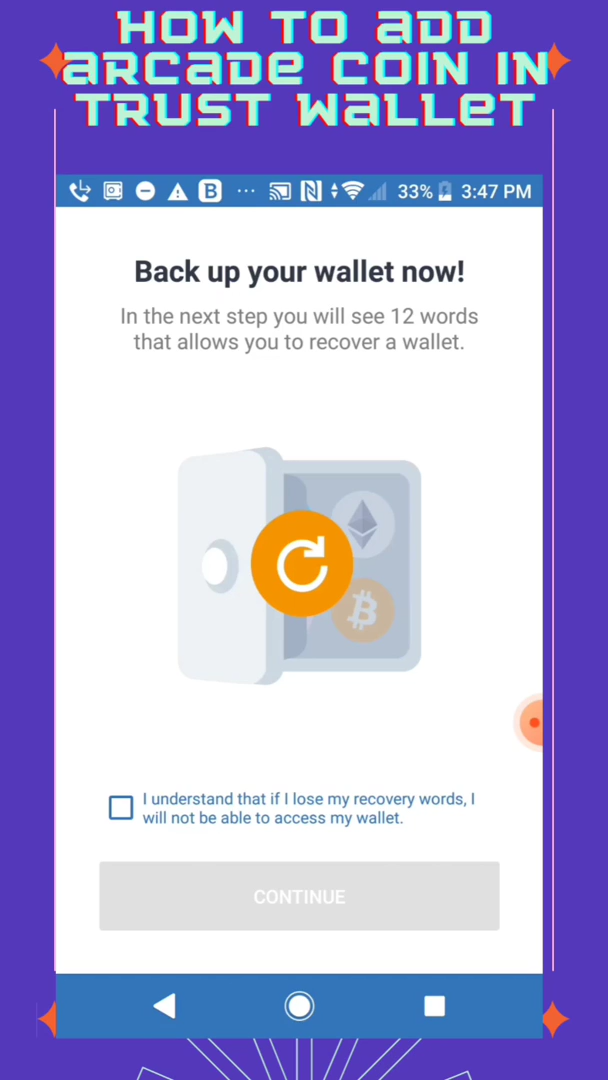 HOW TO ADD
ARCADE COIN IN
TRUST WALLET
33% 3:47 PM
Back up your wallet now!
In the next step you will see 12 words
that allows you to recover a wallet.
I understand that if I lose my recovery words, I
will not be able to access my wallet.
CONTINUE